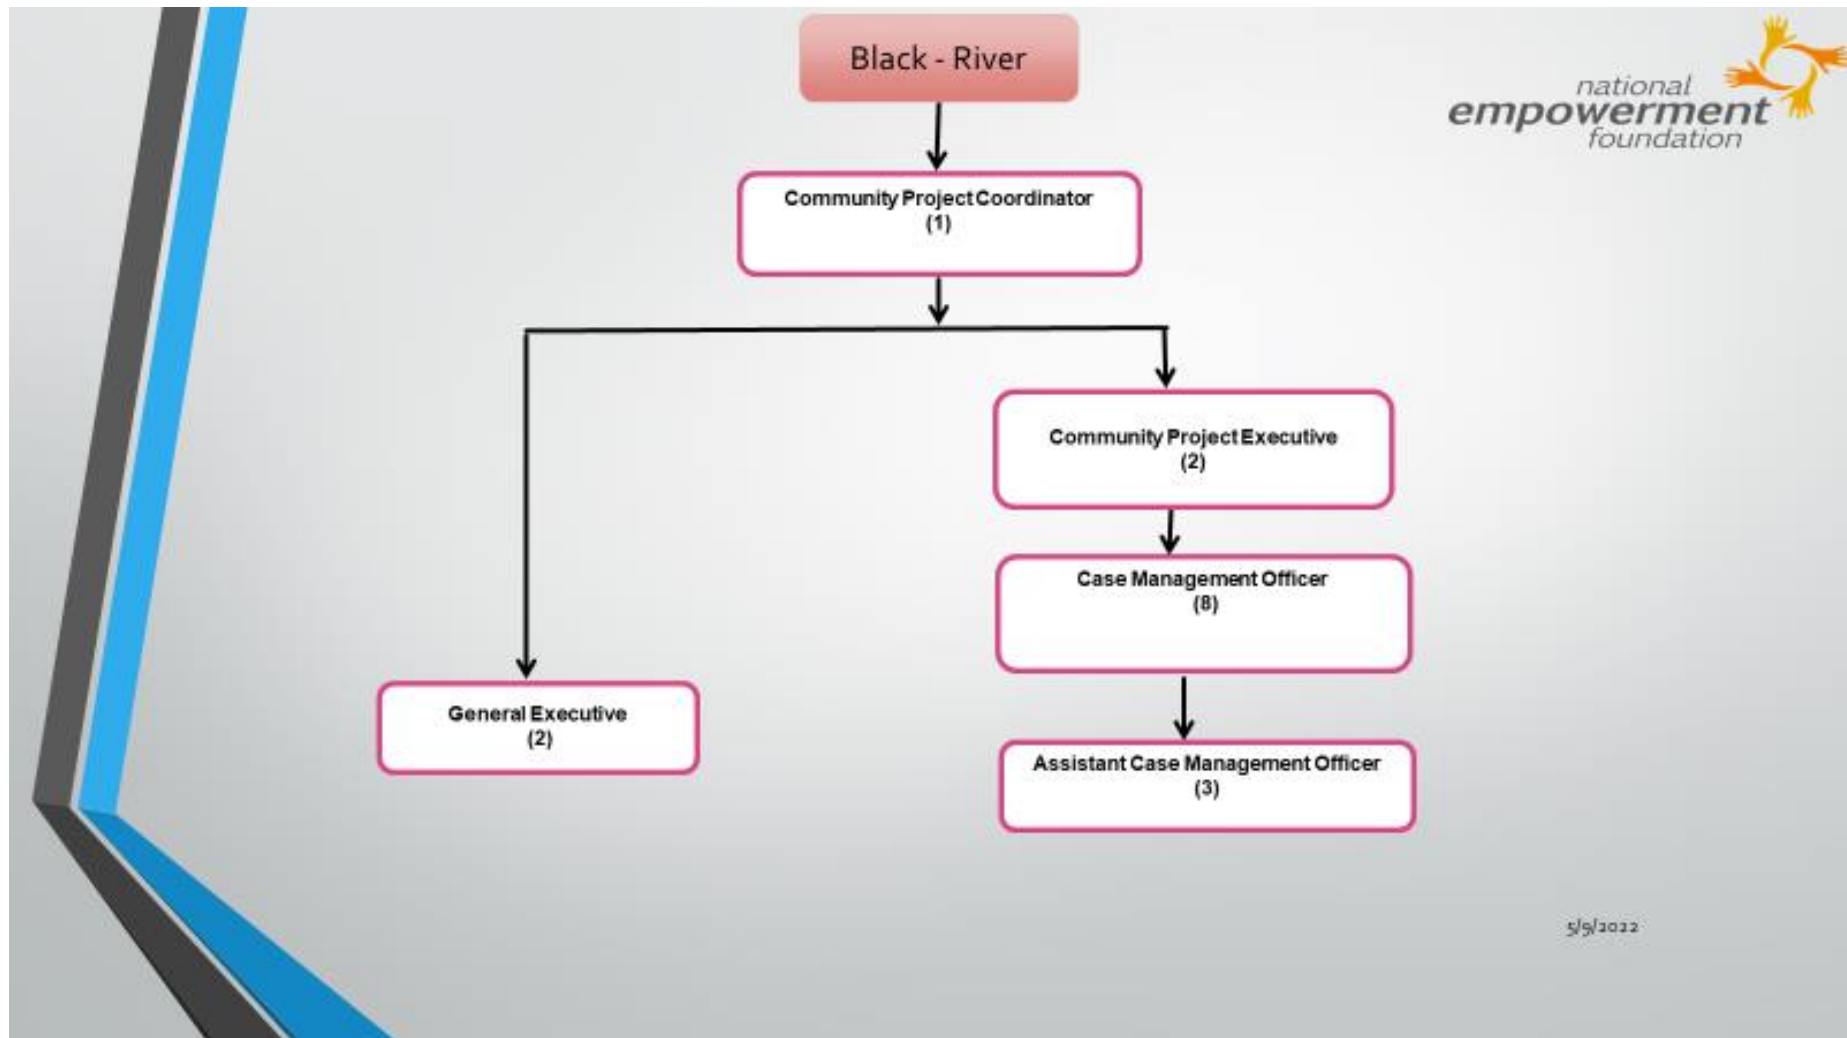 Black - River
national
empowerment
foundation
Community Project Coordinator
(1)
Community Project Executive
(2)
Case Management Officer
(8)
General Executive
(2)
Assistant Case Management Officer
(3)
5/9/2022